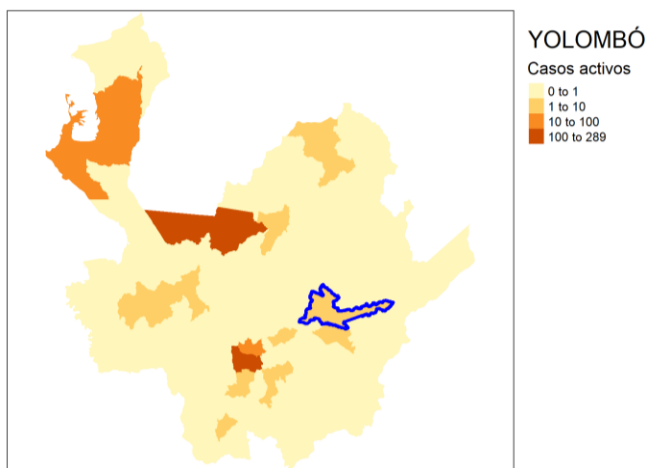 YOLOMBÓ
Casos activos
0 to 1
1 to 10
10 to 100
100 to 289